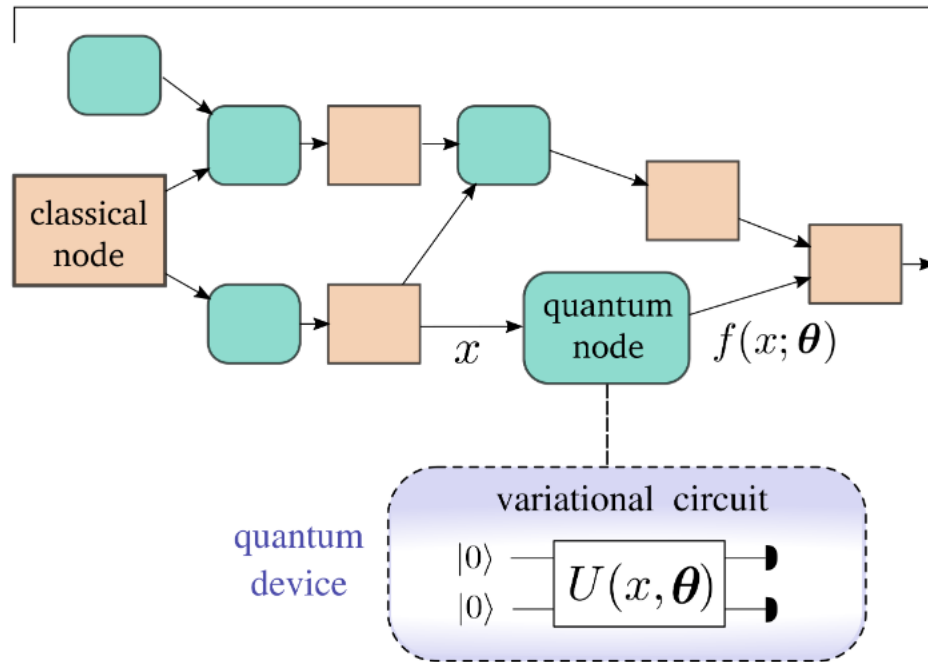 classical
node
x
quantum
node
f(x; θ)
variational circuit
quantum
device
|0⟩
|0⟩
U(x, θ)